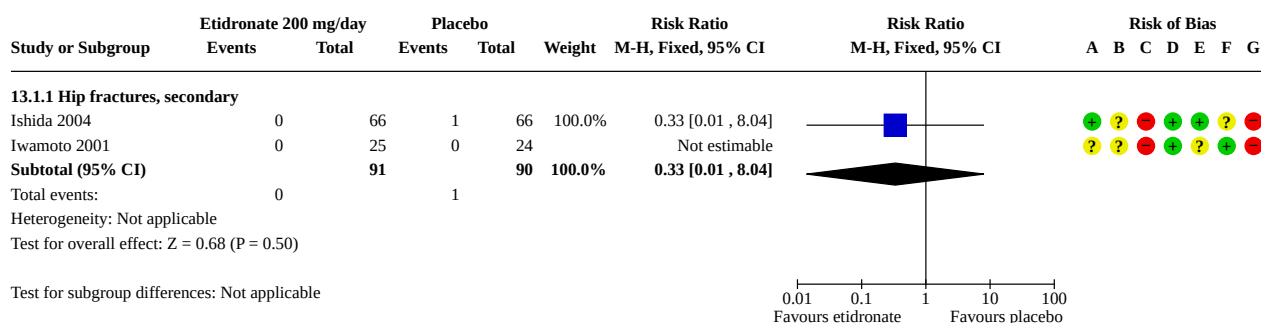 Etidronate 200 mg/day Placebo Risk Ratio Risk Ratio Risk of Bias
Study or Subgroup Events Total Events Total Weight M-H, Fixed, 95% CI M-H, Fixed, 95% CI A B C D E F G
13.1.1 Hip fractures, secondary
Ishida 2004 0 66 1 66 100.0% 0.33 [0.01 , 8.04] + ? − + + ? −
Iwamoto 2001 0 25 0 24 Not estimable ? ? − + ? + −
Subtotal (95% CI) 91 90 100.0% 0.33 [0.01 , 8.04]
Total events: 0 1
Heterogeneity: Not applicable
Test for overall effect: Z = 0.68 (P = 0.50)
Test for subgroup differences: Not applicable
0.01 0.1 1 10 100
Favours etidronate Favours placebo